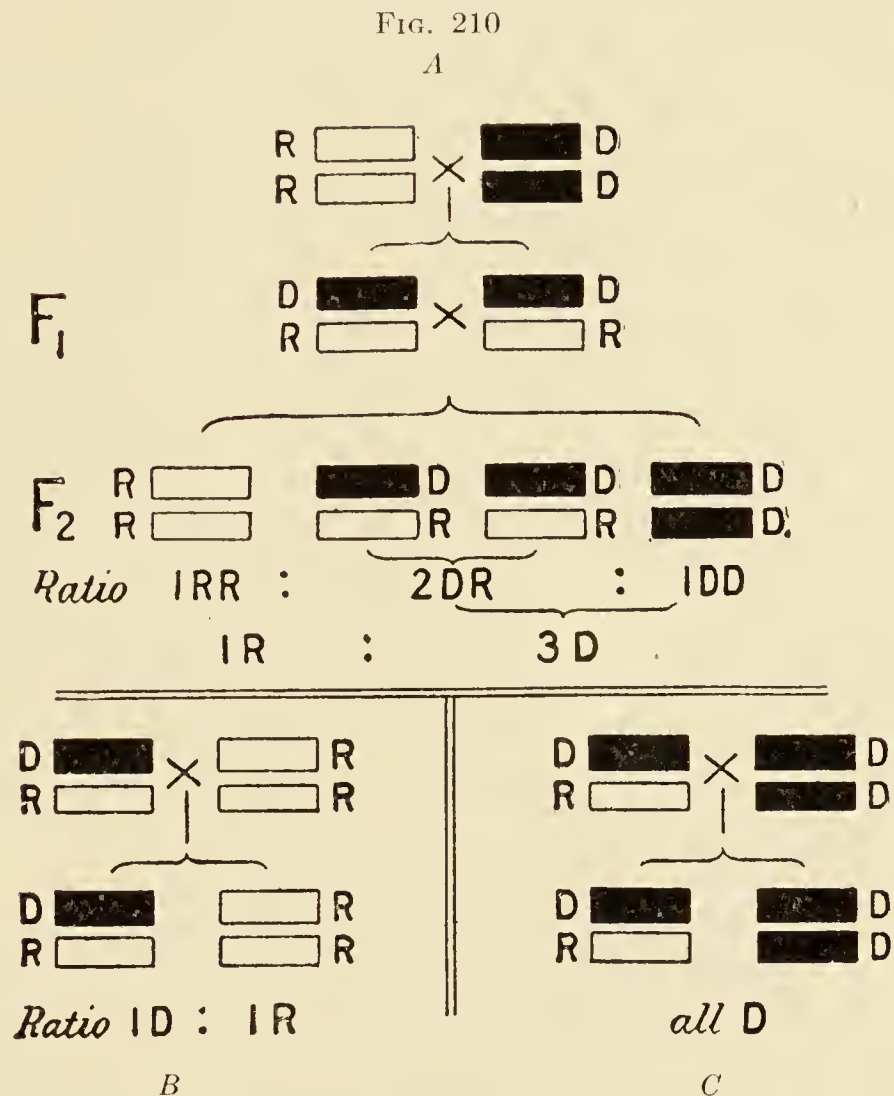 FIG. 210
A
R D
R D
F1
D D
R R
F2
R D D D
R R R D.
Ratio 1RR : 2DR : 1DD
1R : 3D
D R
R R
D R
R R
Ratio 1D : 1R
B
D D
R D
D D
R D
all D
C